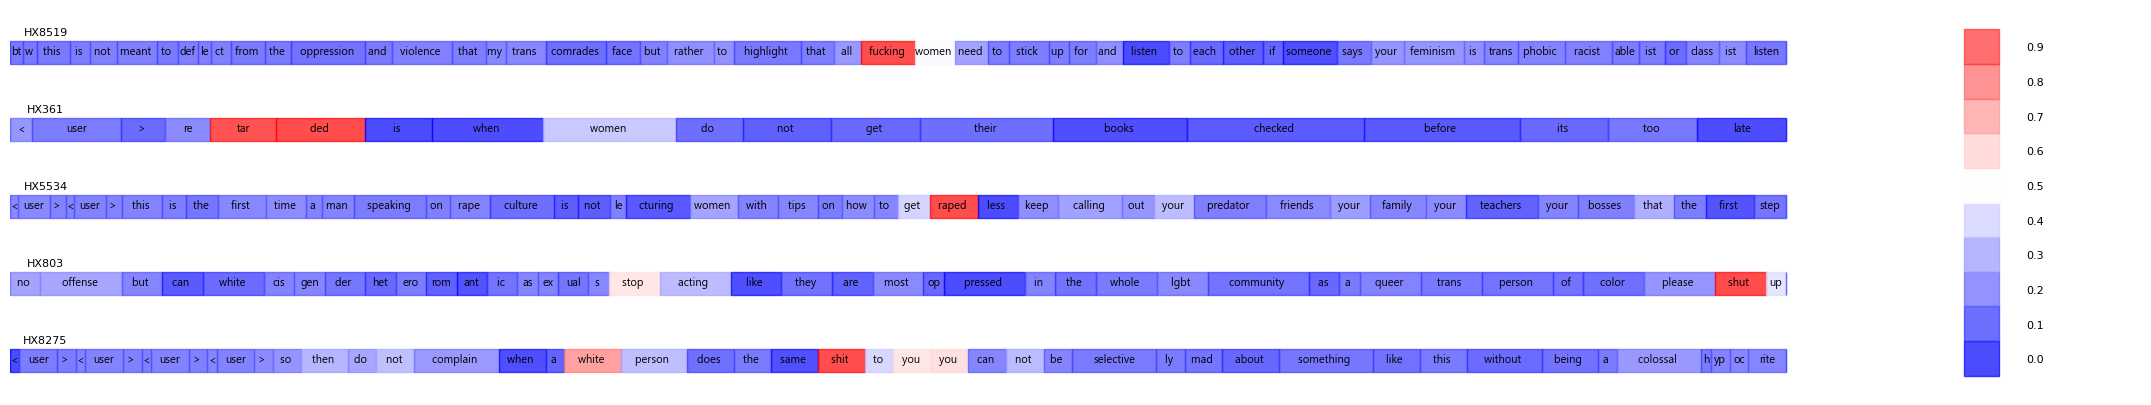 HX8519
bt w this is not meant to def le ct from the oppression and violence that my trans comrades face but rather to highlight that all fucking women need to stick up for and listen to each other if someone says your feminism is trans phobic racist able ist or class ist listen
HX361
< user > re tar ded is when women do not get their books checked before its too late
HX5534
< user > < user > this is the first time a man speaking on rape culture is not le cturing women with tips on how to get raped less keep calling out your predator friends your family your teachers your bosses that the first step
HX803
no offense but can white cis gen der het ero rom ant ic as ex ual s stop acting like they are most op pressed in the whole lgbt community as a queer trans person of color please shut up
HX8275
< user > < user > < user > < user > so then do not complain when a white person does the same shit to you you can not be selective ly mad about something like this without being a colossal h yp oc rite
0.9
0.8
0.7
0.6
0.5
0.4
0.3
0.2
0.1
0.0